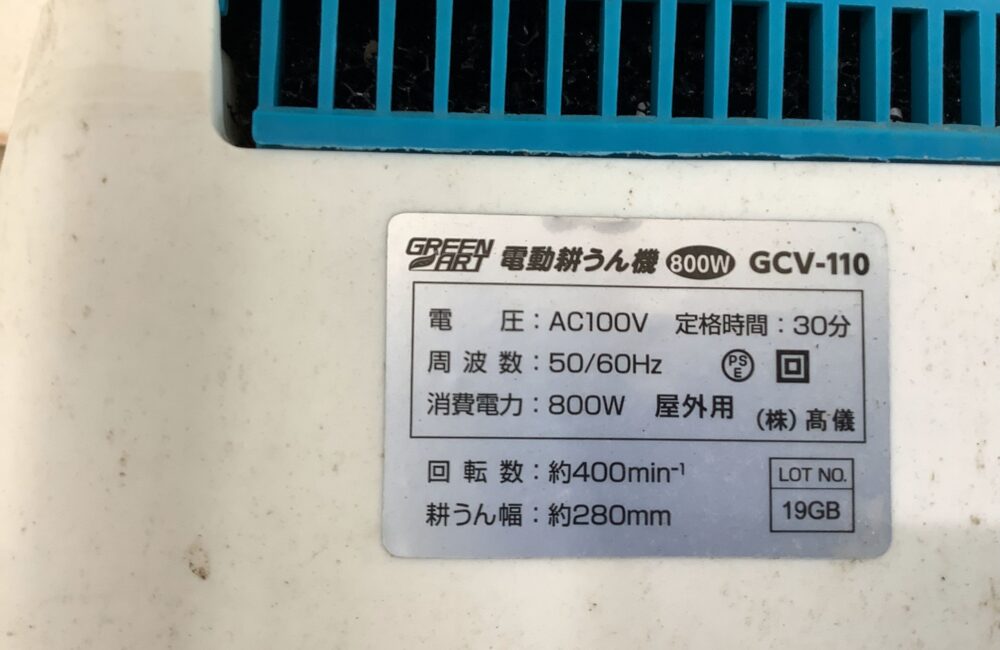 GREEN ART 電動耕うん機 800W GCV-110
電圧：AC100V 定格時間：30分
周波数：50/60Hz PSE
消費電力：800W 屋外用 （株）髙儀
回転数：約400min⁻¹ LOT NO.
耕うん幅：約280mm 19GB